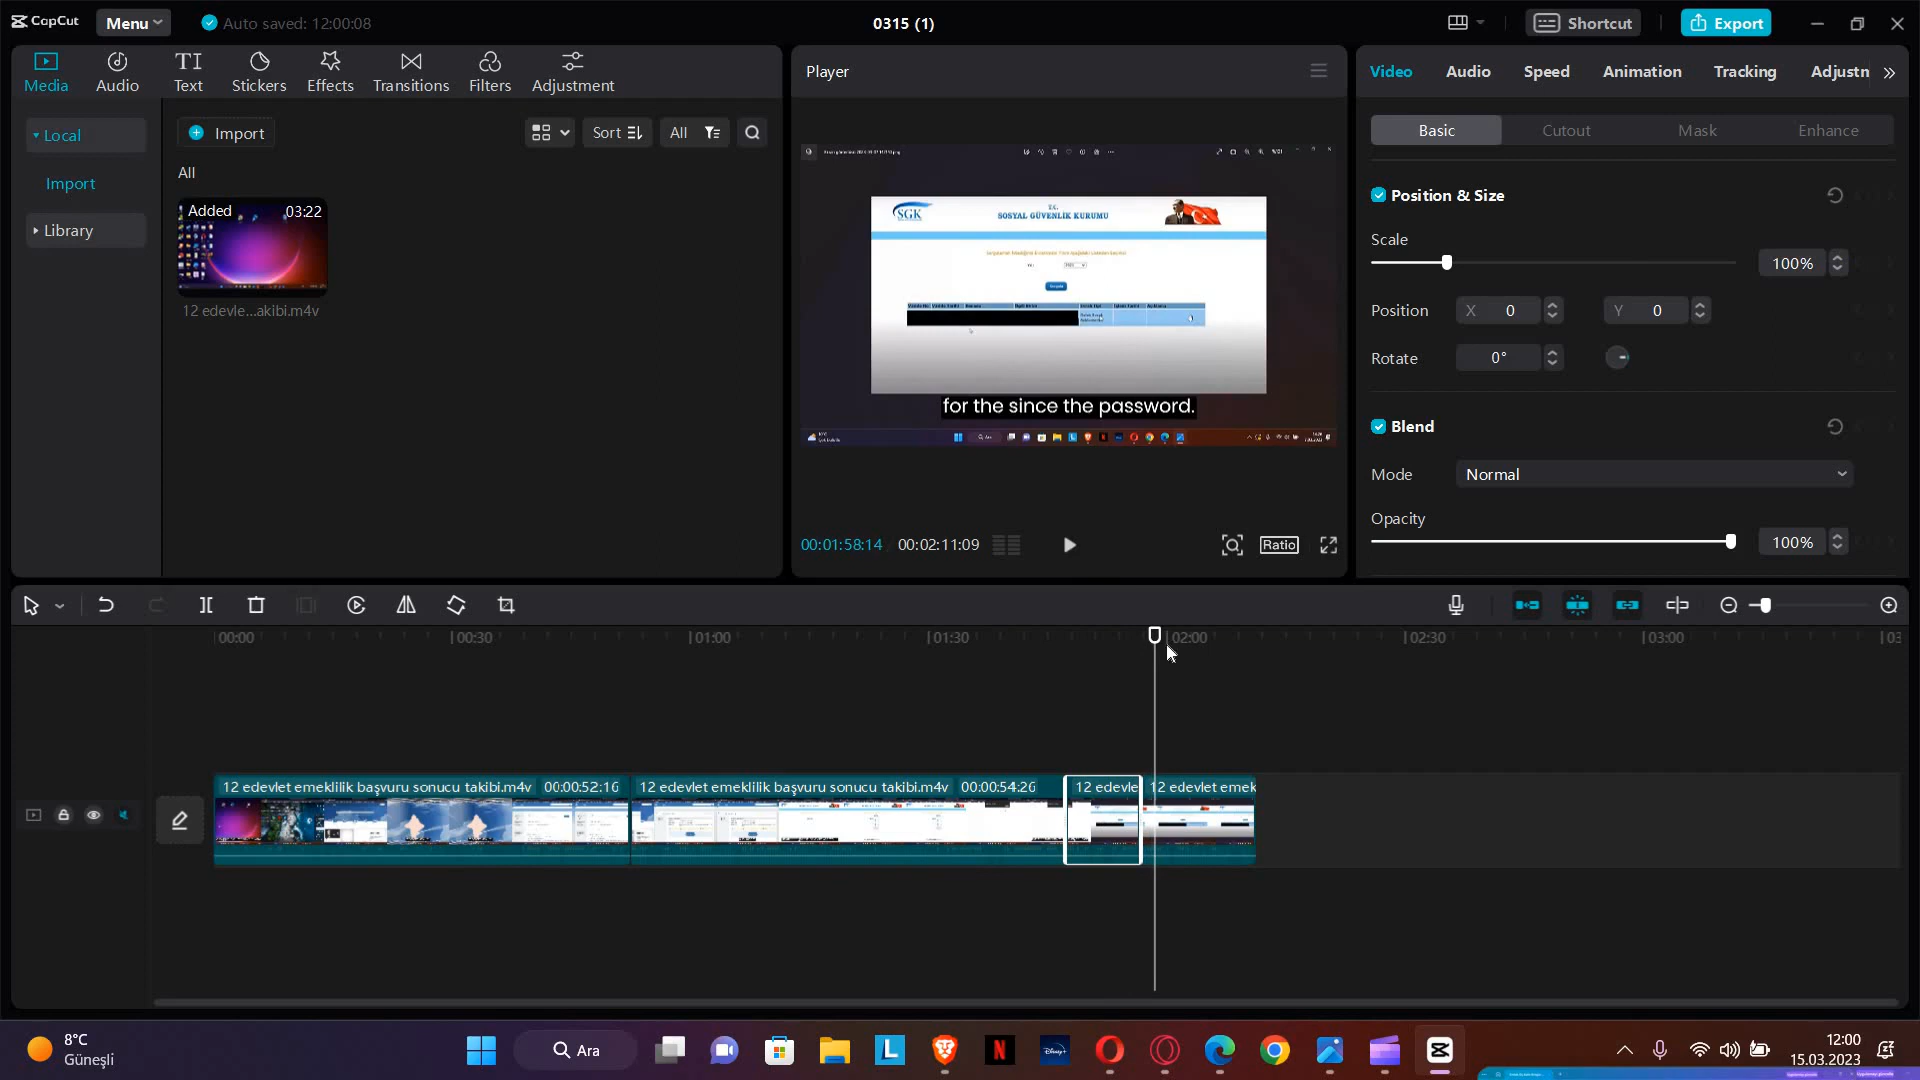 CapCut
Menu
Auto saved: 12:00:08
0315 (1)
Shortcut
Export
Media
Audio
Text
Stickers
Effects
Transitions
Filters
Adjustment
Local
Import
Library
Import
Sort
All
All
Added
03:22
12 edevle...akibi.m4v
Player
SGK
T.C.
SOSYAL GÜVENLİK KURUMU
for the since the password.
00:01:58:14
00:02:11:09
Ratio
Video
Audio
Speed
Animation
Tracking
Adjustn
Basic
Cutout
Mask
Enhance
Position & Size
Scale
100%
Position
X 0
Y 0
Rotate
0°
Blend
Mode
Normal
Opacity
100%
00:00
00:30
01:00
01:30
02:00
02:30
03:00
12 edevlet emeklilik başvuru sonucu takibi.m4v 00:00:52:16
12 edevlet emeklilik başvuru sonucu takibi.m4v 00:00:54:26
12 edevle
12 edevlet emek
8°C
Güneşli
Ara
12:00
15.03.2023